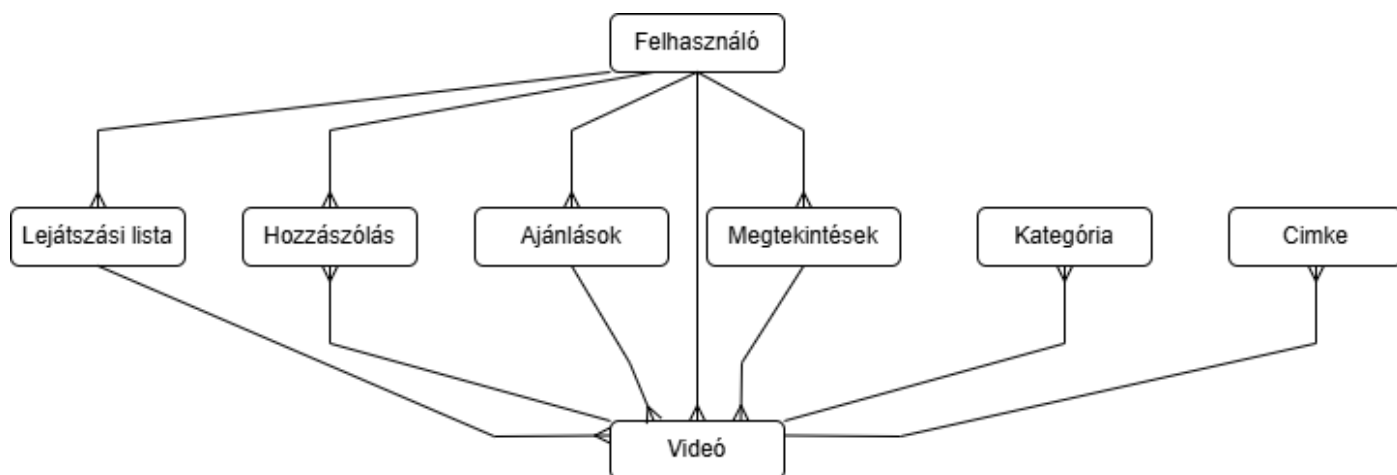 Felhasználó
Lejátszási lista
Hozzászólás
Ajánlások
Megtekintések
Kategória
Cimke
Videó